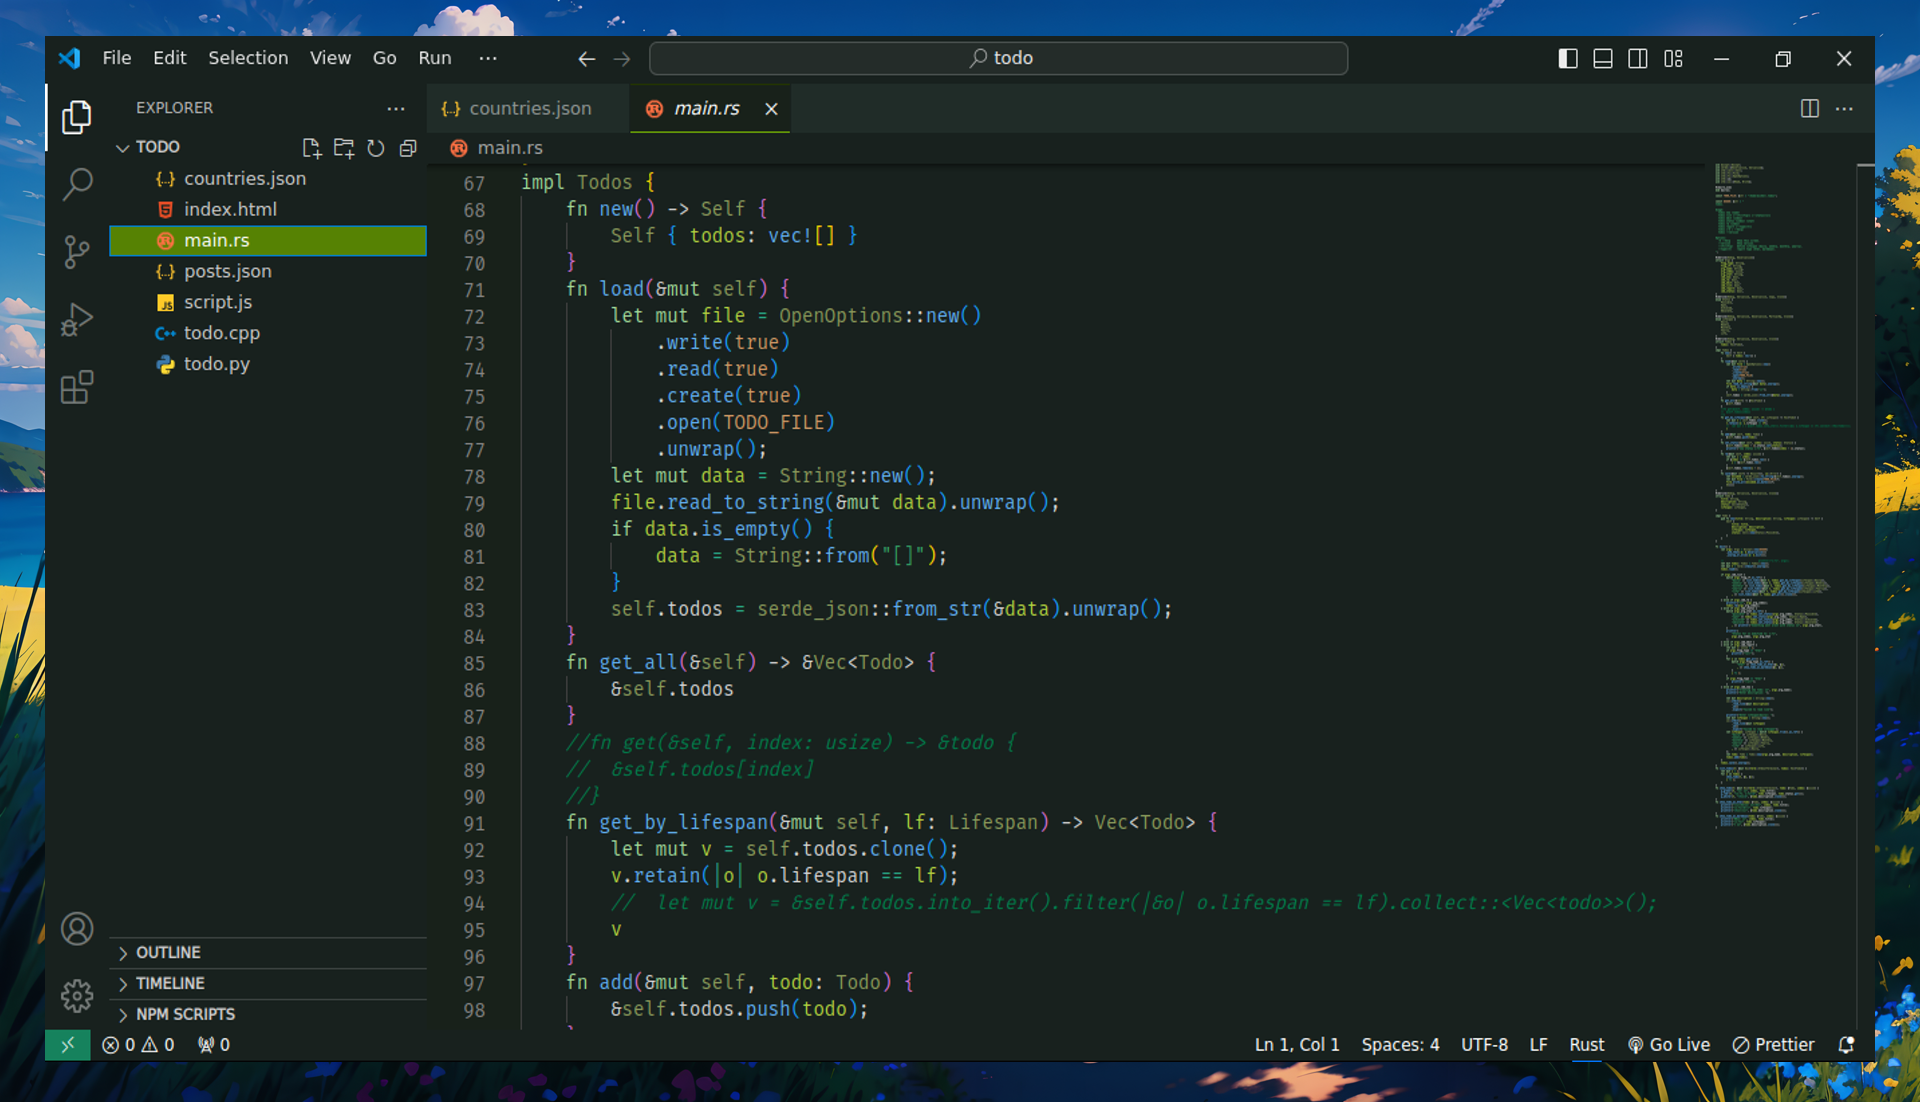 File Edit Selection View Go Run ··· todo
EXPLORER ···
TODO
countries.json
index.html
main.rs
posts.json
script.js
todo.cpp
todo.py
OUTLINE
TIMELINE
NPM SCRIPTS
countries.json main.rs
main.rs
67 impl Todos {
68     fn new() -> Self {
69         Self { todos: vec![] }
70     }
71     fn load(&mut self) {
72         let mut file = OpenOptions::new()
73             .write(true)
74             .read(true)
75             .create(true)
76             .open(TODO_FILE)
77             .unwrap();
78         let mut data = String::new();
79         file.read_to_string(&mut data).unwrap();
80         if data.is_empty() {
81             data = String::from("[]");
82         }
83         self.todos = serde_json::from_str(&data).unwrap();
84     }
85     fn get_all(&self) -> &Vec<Todo> {
86         &self.todos
87     }
88     //fn get(&self, index: usize) -> &todo {
89     //  &self.todos[index]
90     //}
91     fn get_by_lifespan(&mut self, lf: Lifespan) -> Vec<Todo> {
92         let mut v = self.todos.clone();
93         v.retain(|o| o.lifespan == lf);
94         //  let mut v = &self.todos.into_iter().filter(|&o| o.lifespan == lf).collect::<Vec<todo>>();
95         v
96     }
97     fn add(&mut self, todo: Todo) {
98         &self.todos.push(todo);
0 0 0 Ln 1, Col 1 Spaces: 4 UTF-8 LF Rust Go Live Prettier